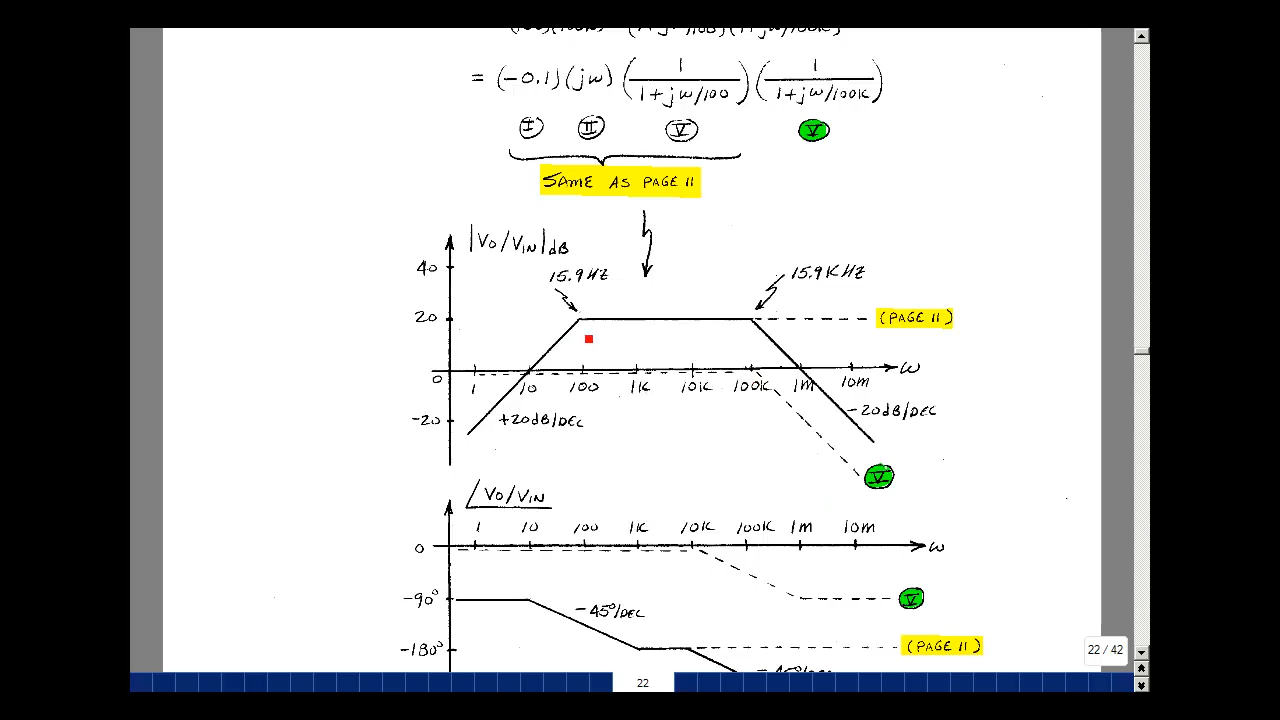 = (-0.1)(jω)(1/(1+jω/100))(1/(1+jω/100K))
I II V V
SAME AS PAGE 11
|VO/VIN|dB
40
15.9HZ 15.9KHZ
20 (PAGE 11)
0 1 10 100 1K 10K 100K 1M 10M ω
-20 +20dB/DEC -20dB/DEC
V
∠VO/VIN
1 10 100 1K 10K 100K 1M 10M
0 ω
-90° -45°/DEC V
-180° (PAGE 11)
22 / 42
22